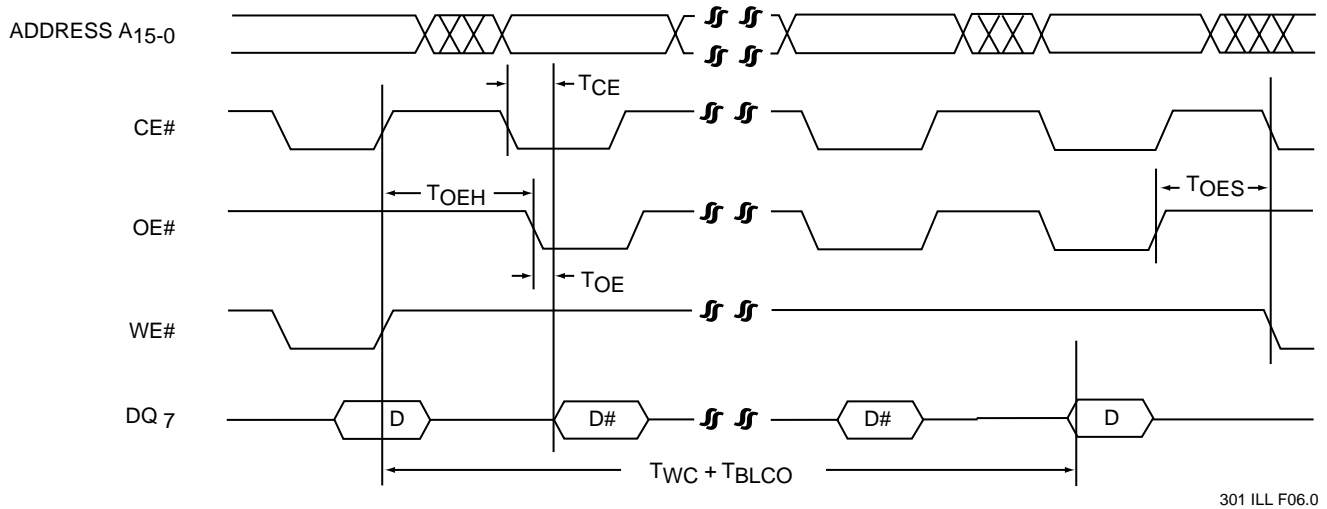 ADDRESS A15-0
TCE
CE#
TOEH
TOES
OE#
TOE
WE#
DQ 7
D
D#
D#
D
TWC + TBLCO
301 ILL F06.0